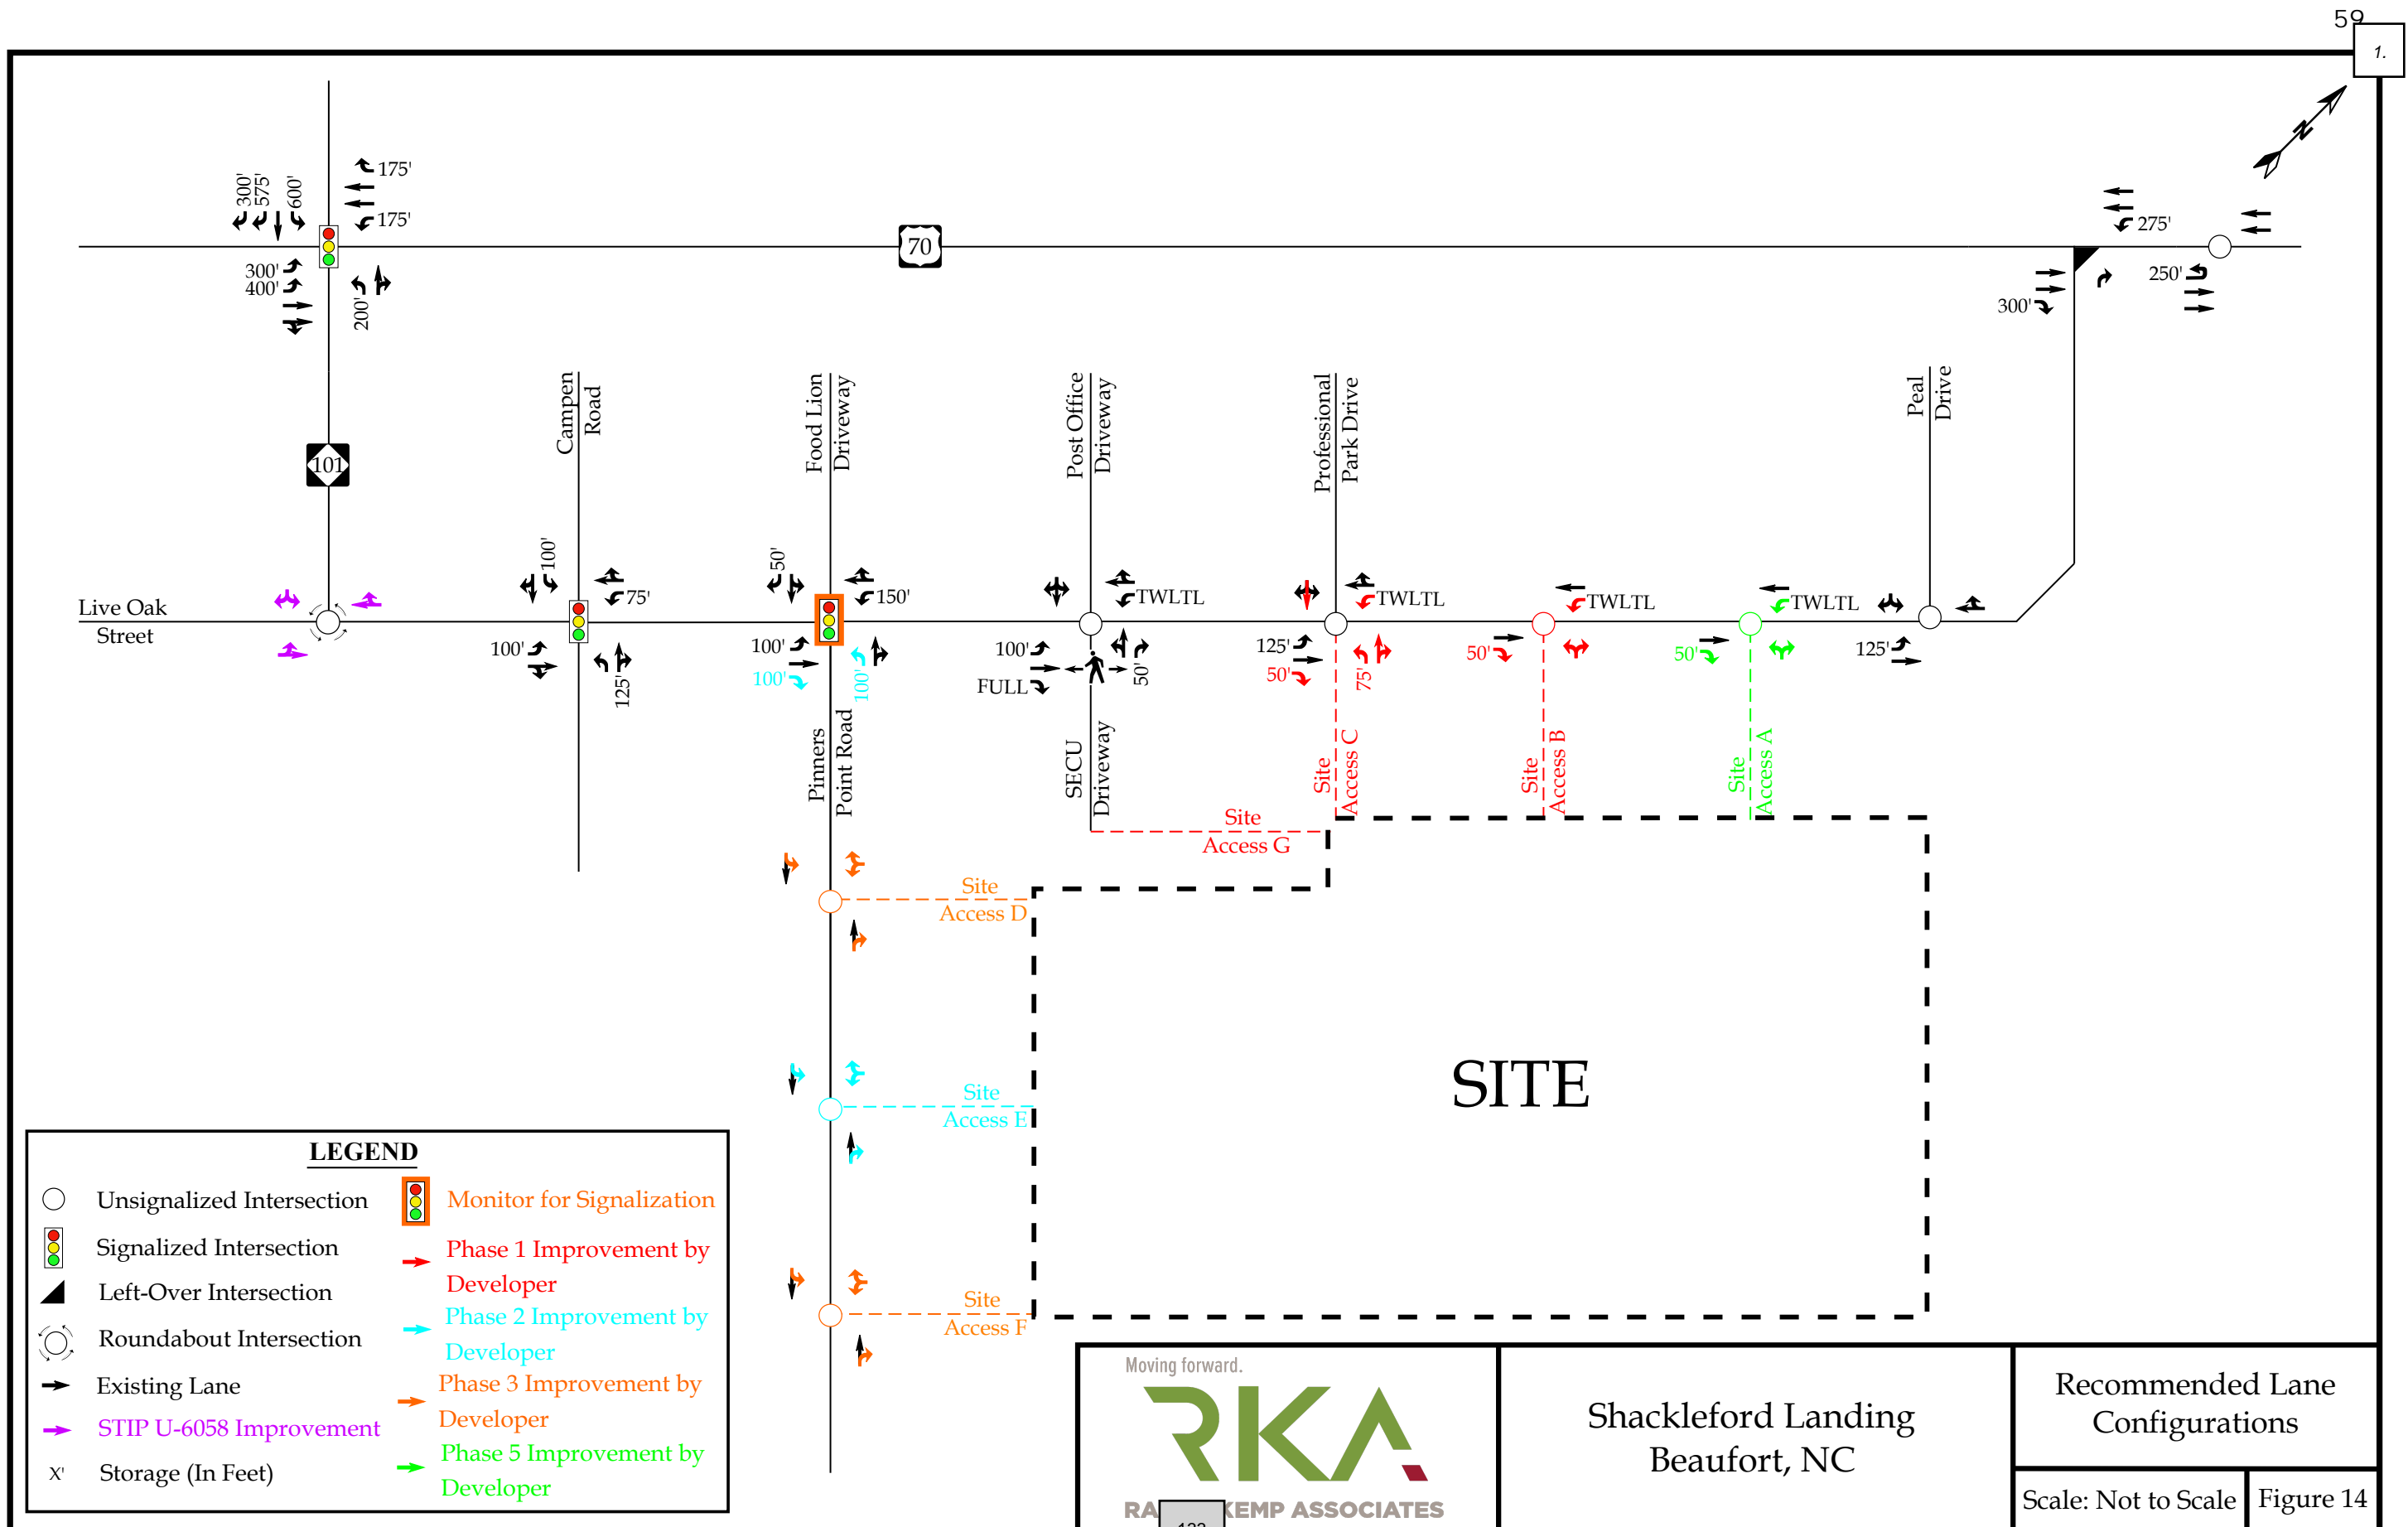 59
1.
300'
575'
600'
175'
175'
300'
400'
200'
70
275'
250'
300'
N
101
Campen
Road
Food Lion
Driveway
Post Office
Driveway
Professional
Park Drive
Peal
Drive
Live Oak
Street
100'
75'
100'
125'
50'
150'
100'
100'
100'
TWLTL
100'
FULL
50'
TWLTL
125'
50'
75'
TWLTL
50'
TWLTL
50'
125'
Pinners
Point Road
SECU
Driveway
Site
Access C
Site
Access B
Site
Access A
Site
Access G
Site
Access D
Site
Access E
Site
Access F
SITE
LEGEND
Unsignalized Intersection
Signalized Intersection
Left-Over Intersection
Roundabout Intersection
Existing Lane
STIP U-6058 Improvement
X' Storage (In Feet)
Monitor for Signalization
Phase 1 Improvement by
Developer
Phase 2 Improvement by
Developer
Phase 3 Improvement by
Developer
Phase 5 Improvement by
Developer
Moving forward.
RKA
RA KEMP ASSOCIATES
Shackleford Landing
Beaufort, NC
Recommended Lane
Configurations
Scale: Not to Scale
Figure 14